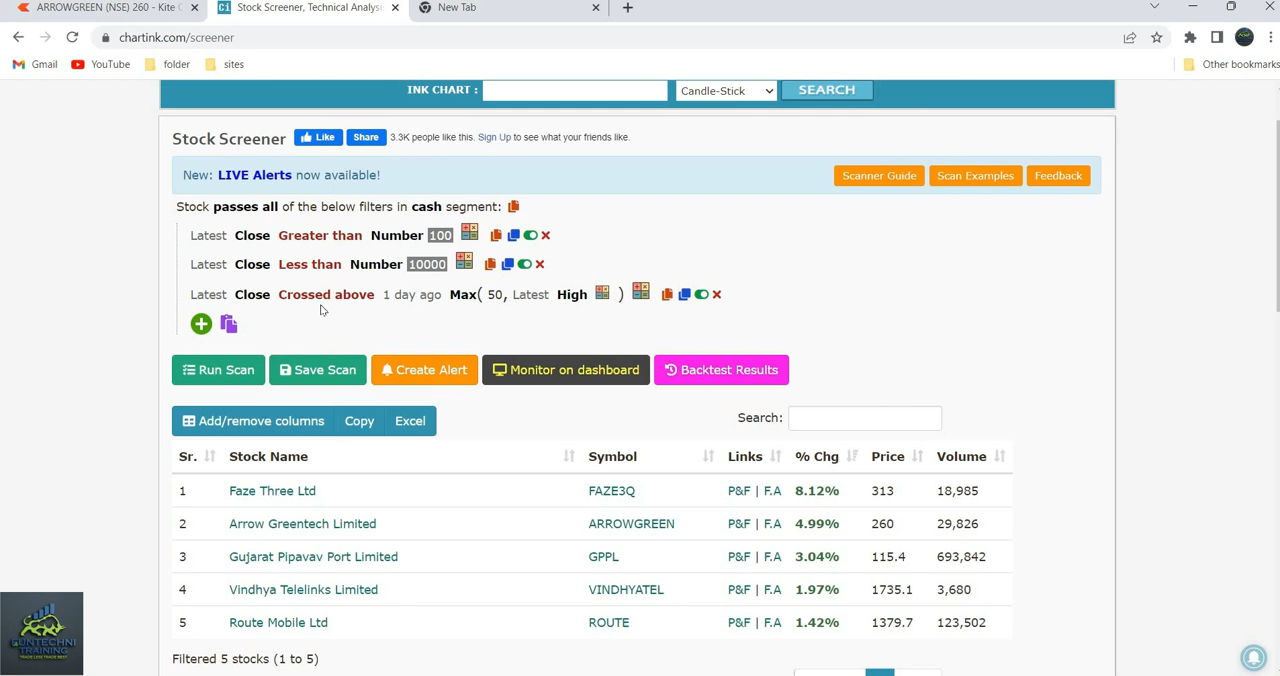 ARROWGREEN (NSE) 260 - Kite
Stock Screener, Technical Analysis
New Tab
chartink.com/screener
Gmail
YouTube
folder
sites
Other bookmarks
INK CHART :
Candle-Stick
SEARCH
Stock Screener
Like
Share
3.3K people like this. Sign Up to see what your friends like.
New: LIVE Alerts now available!
Scanner Guide
Scan Examples
Feedback
Stock passes all of the below filters in cash segment:
Latest Close Greater than Number 100
Latest Close Less than Number 10000
Latest Close Crossed above 1 day ago Max( 50, Latest High )
Run Scan
Save Scan
Create Alert
Monitor on dashboard
Backtest Results
Add/remove columns
Copy
Excel
Search:
Sr. Stock Name Symbol Links % Chg Price Volume
1 Faze Three Ltd FAZE3Q P&F | F.A 8.12% 313 18,985
2 Arrow Greentech Limited ARROWGREEN P&F | F.A 4.99% 260 29,826
3 Gujarat Pipavav Port Limited GPPL P&F | F.A 3.04% 115.4 693,842
4 Vindhya Telelinks Limited VINDHYATEL P&F | F.A 1.97% 1735.1 3,680
5 Route Mobile Ltd ROUTE P&F | F.A 1.42% 1379.7 123,502
Filtered 5 stocks (1 to 5)
TRAINING